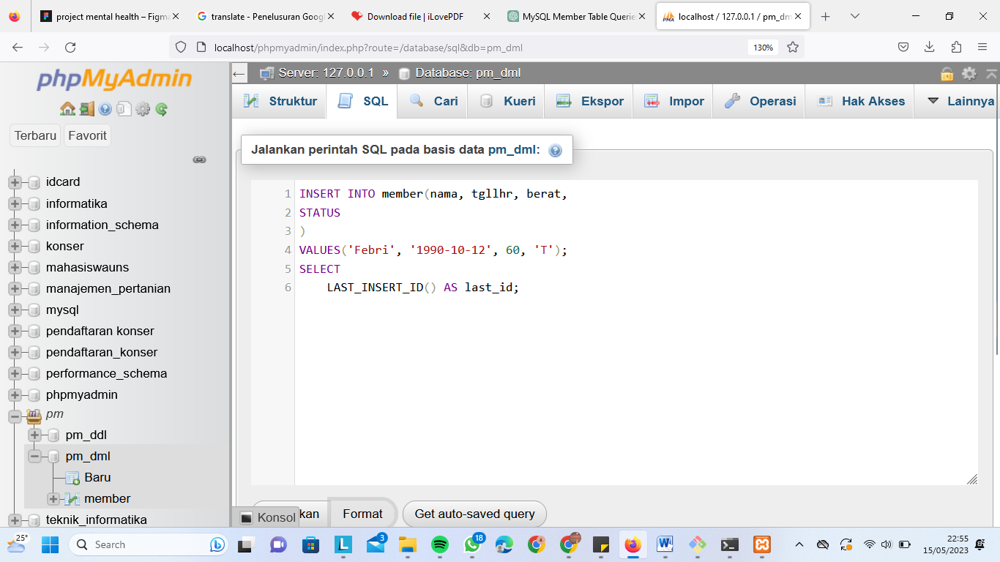 project mental health – Figma
translate - Penelusuran Goog
Download file | iLovePDF
MySQL Member Table Querie
localhost / 127.0.0.1 / pm_dm
localhost/phpmyadmin/index.php?route=/database/sql&db=pm_dml
130%
phpMyAdmin
Terbaru
Favorit
idcard
informatika
information_schema
konser
mahasiswauns
manajemen_pertanian
mysql
pendaftaran konser
pendaftaran_konser
performance_schema
phpmyadmin
pm
pm_ddl
pm_dml
Baru
member
teknik_informatika
Server: 127.0.0.1 » Database: pm_dml
Struktur
SQL
Cari
Kueri
Ekspor
Impor
Operasi
Hak Akses
Lainnya
Jalankan perintah SQL pada basis data pm_dml:
1 INSERT INTO member(nama, tgllhr, berat,
2 STATUS
3 )
4 VALUES('Febri', '1990-10-12', 60, 'T');
5 SELECT
6 LAST_INSERT_ID() AS last_id;
kan
Format
Get auto-saved query
Konsol
25°
Search
3
18
22:55
15/05/2023